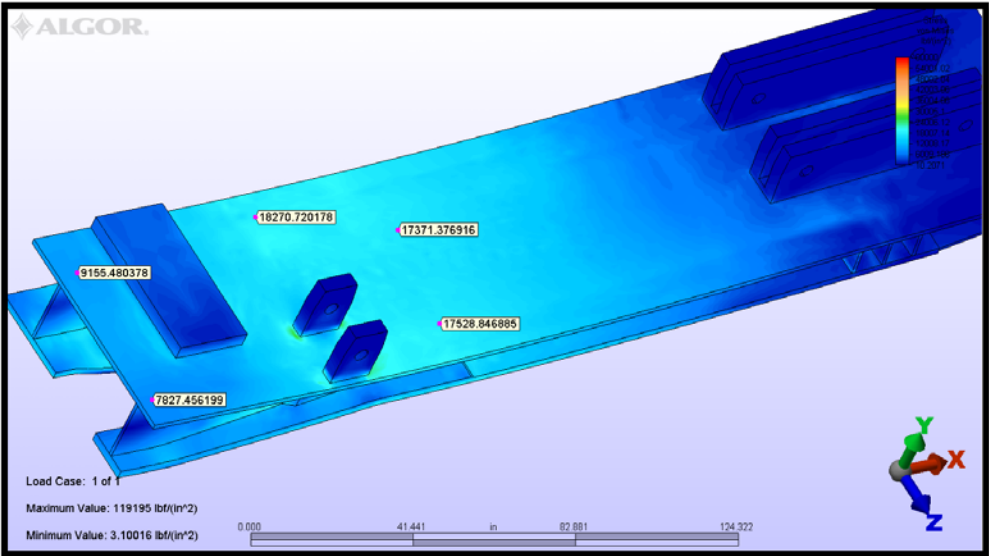 ALGOR.
18270.720178
17371.376916
9155.480378
17528.846885
7827.456199
Load Case: 1 of 1
Maximum Value: 119195 lbf/(in^2)
Minimum Value: 3.10016 lbf/(in^2)
0.000 41.441 in 82.881 124.322
Y
X
Z